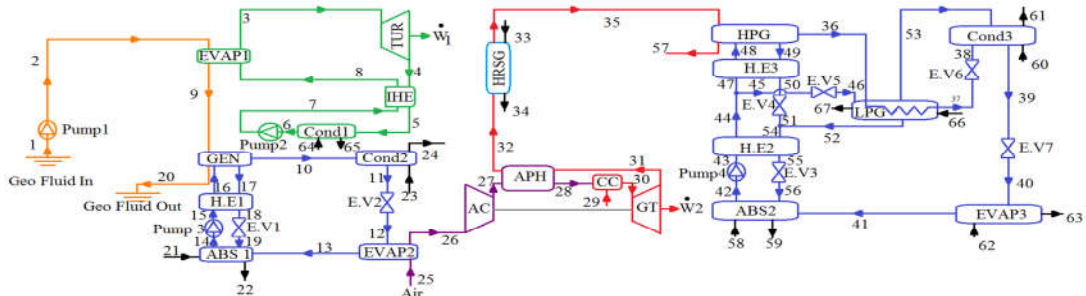 3 35 33 36 53 61
TUR Ẇ1 57 HPG 49 Cond3
2 EVAP1 4 HRSG 48 38 60
8 H.E3 E.V5 E.V6
9 IHE 47 45 50 46 37 39
7 34 E.V4 67 LPG 66
1 Pump1 6 Cond1 5 44 51
Pump2 64 65 32 54 52
Geo Fluid In GEN Cond2 24 31 H.E2 E.V7
10 APH 43 55
20 16 17 11 23 27 CC 30 Pump4 E.V3 40
H.E1 E.V2 28 42 56
Geo Fluid Out 15 18 AC 29 GT Ẇ2
Pump 3 E.V1 12 ABS2 EVAP3 63
14 19 13 26 41
21 ABS 1 EVAP2 58 59 62
22 25
Air